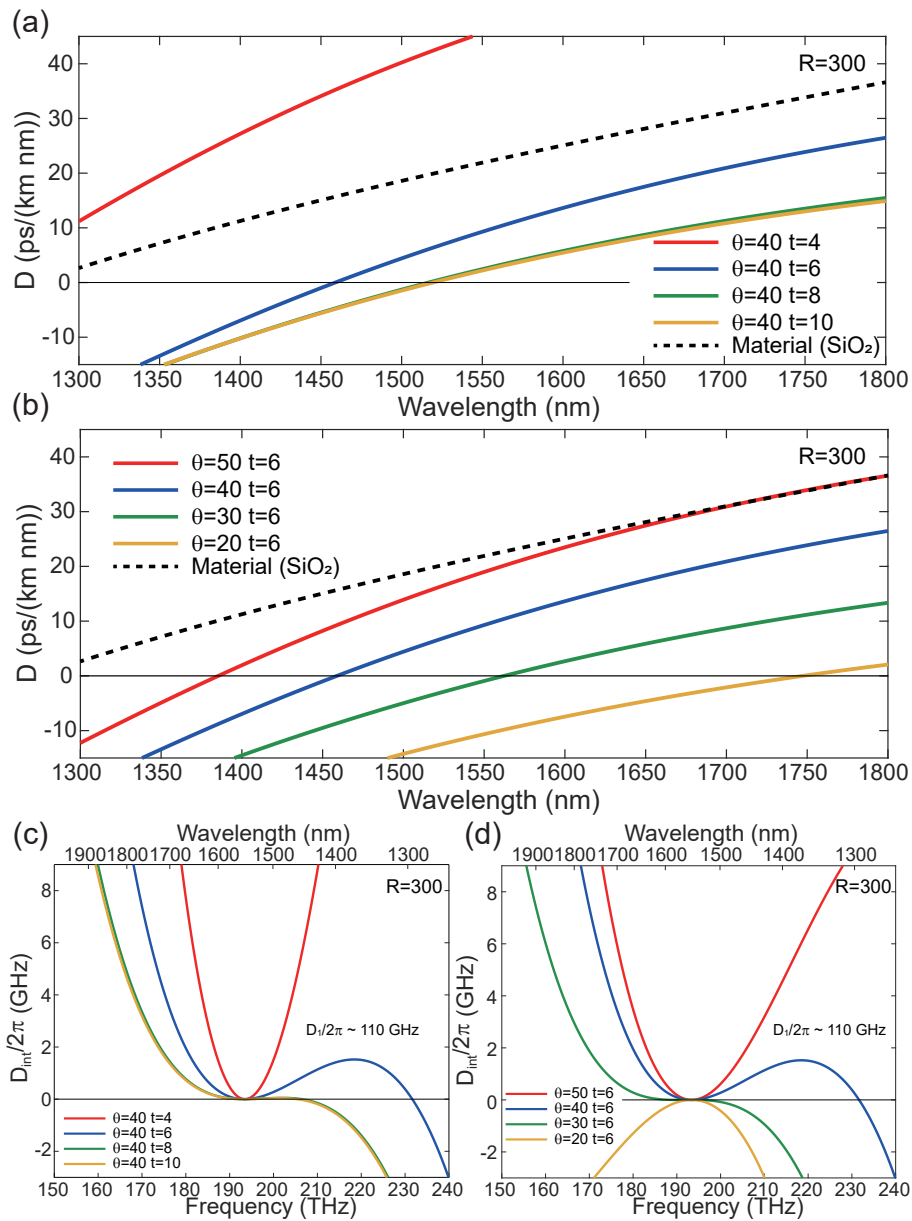 (a)
R=300
40
30
20
10
0
-10
D (ps/(km nm))
θ=40 t=4
θ=40 t=6
θ=40 t=8
θ=40 t=10
Material (SiO₂)
1300 1350 1400 1450 1500 1550 1600 1650 1700 1750 1800
Wavelength (nm)
(b)
R=300
40
30
20
10
0
-10
D (ps/(km nm))
θ=50 t=6
θ=40 t=6
θ=30 t=6
θ=20 t=6
Material (SiO₂)
1300 1350 1400 1450 1500 1550 1600 1650 1700 1750 1800
Wavelength (nm)
(c)
Wavelength (nm)
1900 1800 1700 1600 1500 1400 1300
R=300
8
6
4
2
0
-2
D_int/2π (GHz)
D₁/2π ~ 110 GHz
θ=40 t=4
θ=40 t=6
θ=40 t=8
θ=40 t=10
150 160 170 180 190 200 210 220 230 240
Frequency (THz)
(d)
Wavelength (nm)
1900 1800 1700 1600 1500 1400 1300
R=300
8
6
4
2
0
-2
D_int/2π (GHz)
D₁/2π ~ 110 GHz
θ=50 t=6
θ=40 t=6
θ=30 t=6
θ=20 t=6
150 160 170 180 190 200 210 220 230 240
Frequency (THz)